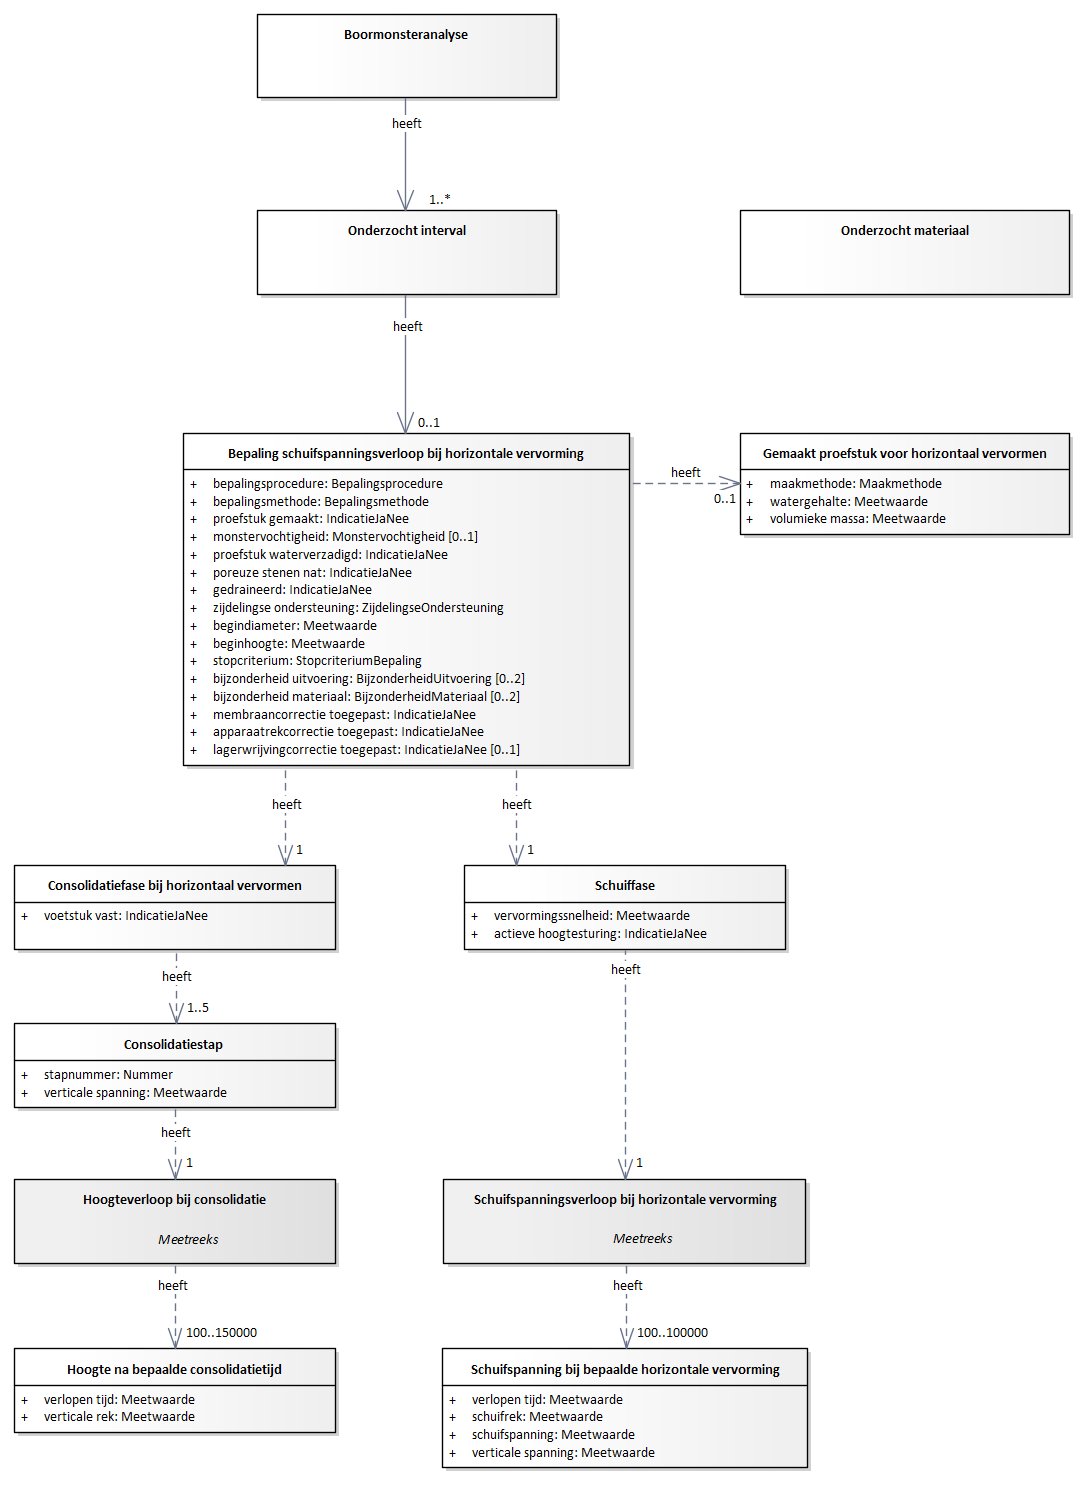 Boormonsteranalyse
heeft
1..*
Onderzocht interval
Onderzocht materiaal
heeft
0..1
Bepaling schuifspanningsverloop bij horizontale vervorming
+ bepalingsprocedure: Bepalingsprocedure
+ bepalingsmethode: Bepalingsmethode
+ proefstuk gemaakt: IndicatieJaNee
+ monstervochtigheid: Monstervochtigheid [0..1]
+ proefstuk waterverzadigd: IndicatieJaNee
+ poreuze stenen nat: IndicatieJaNee
+ gedraineerd: IndicatieJaNee
+ zijdelingse ondersteuning: ZijdelingseOndersteuning
+ begindiameter: Meetwaarde
+ beginhoogte: Meetwaarde
+ stopcriterium: StopcriteriumBepaling
+ bijzonderheid uitvoering: BijzonderheidUitvoering [0..2]
+ bijzonderheid materiaal: BijzonderheidMateriaal [0..2]
+ membraancorrectie toegepast: IndicatieJaNee
+ apparaatrekcorrectie toegepast: IndicatieJaNee
+ lagerwrijvingcorrectie toegepast: IndicatieJaNee [0..1]
heeft
0..1
Gemaakt proefstuk voor horizontaal vervormen
+ maakmethode: Maakmethode
+ watergehalte: Meetwaarde
+ volumieke massa: Meetwaarde
heeft
1
heeft
1
Consolidatiefase bij horizontaal vervormen
+ voetstuk vast: IndicatieJaNee
Schuiffase
+ vervormingssnelheid: Meetwaarde
+ actieve hoogtesturing: IndicatieJaNee
heeft
1..5
Consolidatiestap
+ stapnummer: Nummer
+ verticale spanning: Meetwaarde
heeft
1
heeft
1
Hoogteverloop bij consolidatie
Meetreeks
Schuifspanningsverloop bij horizontale vervorming
Meetreeks
heeft
100..150000
heeft
100..100000
Hoogte na bepaalde consolidatietijd
+ verlopen tijd: Meetwaarde
+ verticale rek: Meetwaarde
Schuifspanning bij bepaalde horizontale vervorming
+ verlopen tijd: Meetwaarde
+ schuifrek: Meetwaarde
+ schuifspanning: Meetwaarde
+ verticale spanning: Meetwaarde